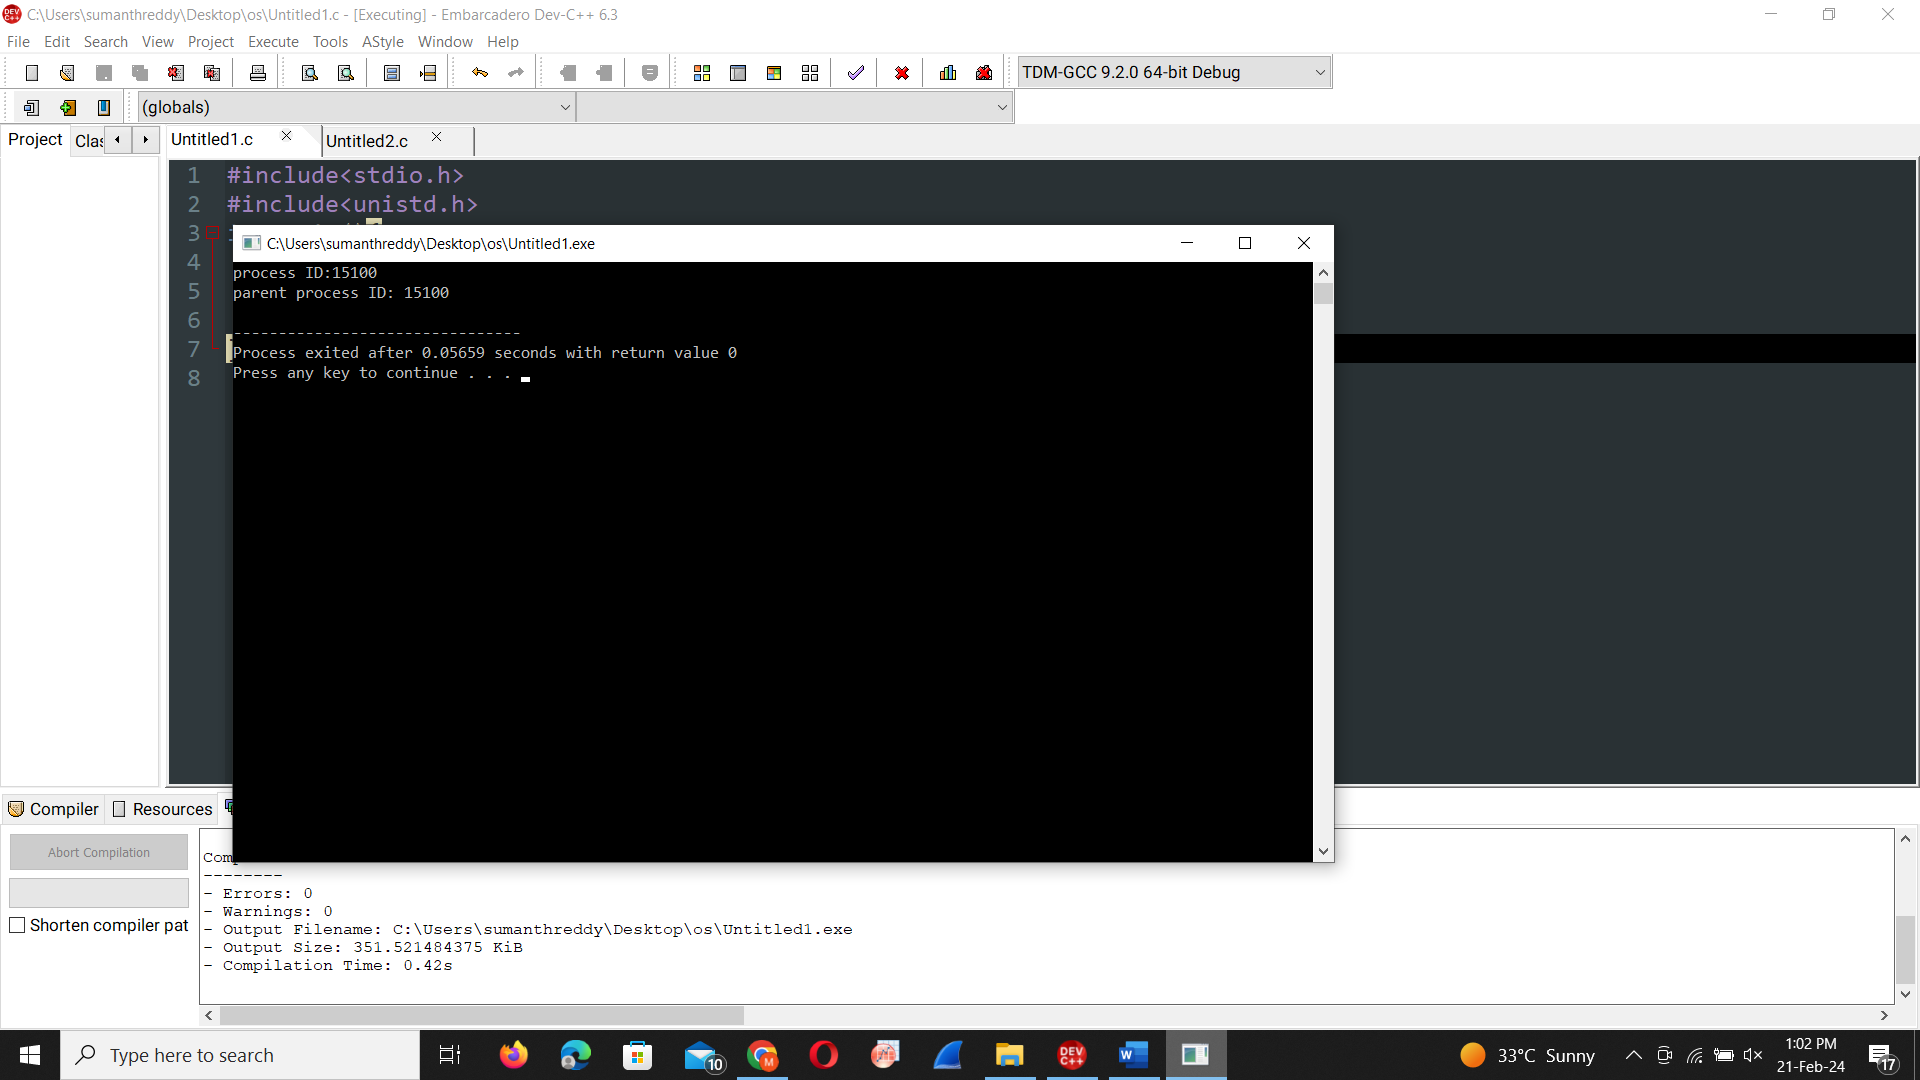 C:\Users\sumanthreddy\Desktop\os\Untitled1.c - [Executing] - Embarcadero Dev-C++ 6.3
File Edit Search View Project Execute Tools AStyle Window Help
TDM-GCC 9.2.0 64-bit Debug
(globals)
Project Clas Untitled1.c Untitled2.c
1 #include<stdio.h>
2 #include<unistd.h>
3
C:\Users\sumanthreddy\Desktop\os\Untitled1.exe
4
5
6
7
8
process ID:15100
parent process ID: 15100
--------------------------------
Process exited after 0.05659 seconds with return value 0
Press any key to continue . . .
Compiler Resources
Abort Compilation
Shorten compiler pat
Com
--------
- Errors: 0
- Warnings: 0
- Output Filename: C:\Users\sumanthreddy\Desktop\os\Untitled1.exe
- Output Size: 351.521484375 KiB
- Compilation Time: 0.42s
Type here to search
10
DEV C++
33°C Sunny
1:02 PM
21-Feb-24
17